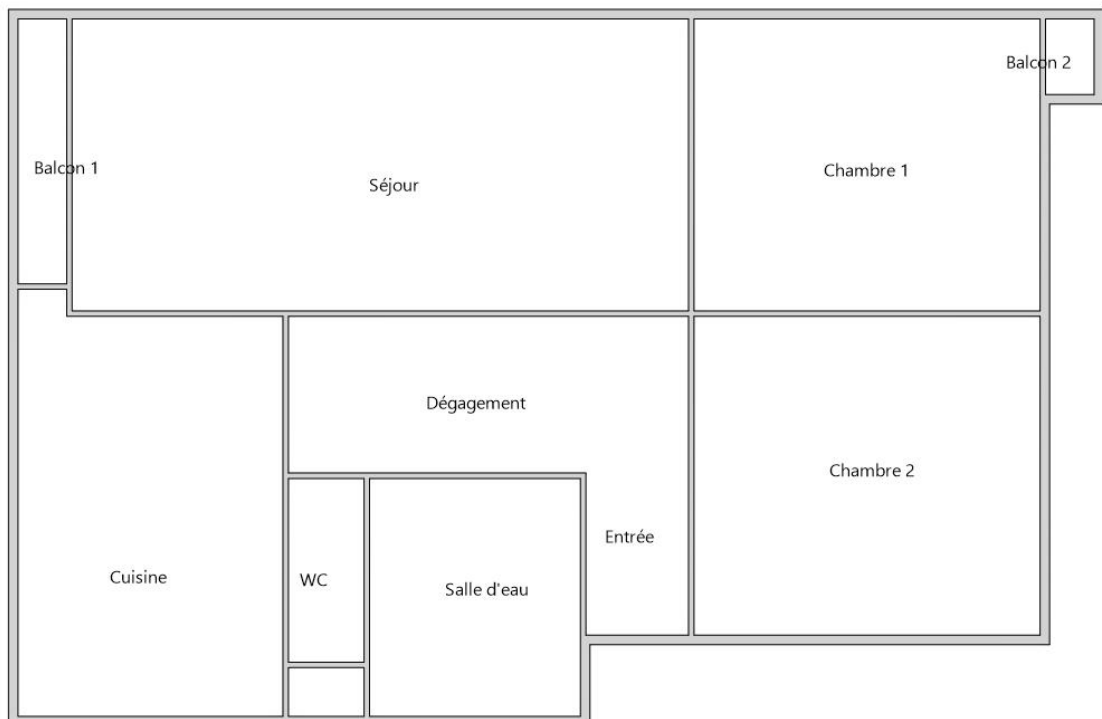 Balcon 2
Balcon 1
Séjour
Chambre 1
Dégagement
Chambre 2
Entrée
Cuisine
WC
Salle d'eau